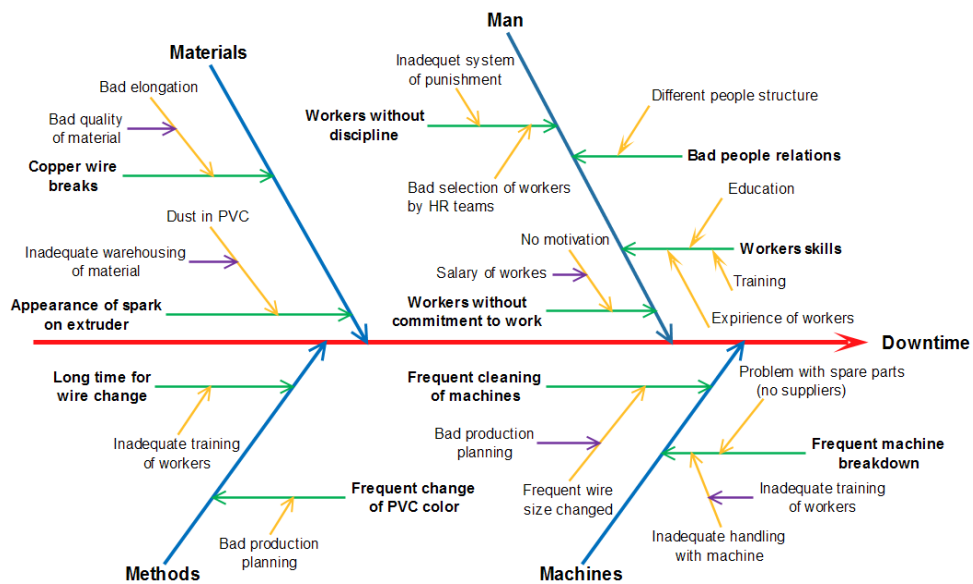 Man
Materials
Inadequet system
of punishment
Bad elongation
Different people structure
Bad quality
of material
Workers without
discipline
Bad people relations
Copper wire
breaks
Bad selection of workers
by HR teams
Education
Dust in PVC
No motivation
Inadequate warehousing
of material
Salary of workes
Workers skills
Training
Appearance of spark
on extruder
Workers without
commitment to work
Expirience of workers
Downtime
Long time for
wire change
Frequent cleaning
of machines
Problem with spare parts
(no suppliers)
Inadequate training
of workers
Bad production
planning
Frequent machine
breakdown
Frequent change
of PVC color
Frequent wire
size changed
Inadequate training
of workers
Bad production
planning
Inadequate handling
with machine
Methods
Machines